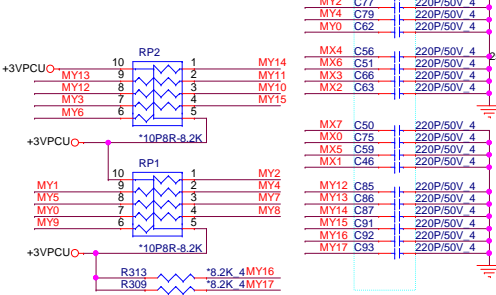 MY2 C77 220P/50V_4
MY4 C79 220P/50V_4
MY0 C62 220P/50V_4
MX4 C56 220P/50V_4
MX6 C51 220P/50V_4
MX3 C66 220P/50V_4
MX2 C63 220P/50V_4
2
MX7 C50 220P/50V_4
MX0 C75 220P/50V_4
MX5 C59 220P/50V_4
MX1 C46 220P/50V_4
MY12 C85 220P/50V_4
MY13 C86 220P/50V_4
MY14 C87 220P/50V_4
MY15 C91 220P/50V_4
MY16 C92 220P/50V_4
MY17 C93 220P/50V_4
RP2
+3VPCU 10 1 MY14
MY13 9 2 MY11
MY12 8 3 MY10
MY3 7 4 MY15
MY6 6 5
*10P8R-8.2K
+3VPCU
RP1
10 1 MY2
MY1 9 2 MY4
MY5 8 3 MY7
MY0 7 4 MY8
MY9 6 5
*10P8R-8.2K
+3VPCU
R313 *8.2K_4 MY16
R309 *8.2K_4 MY17